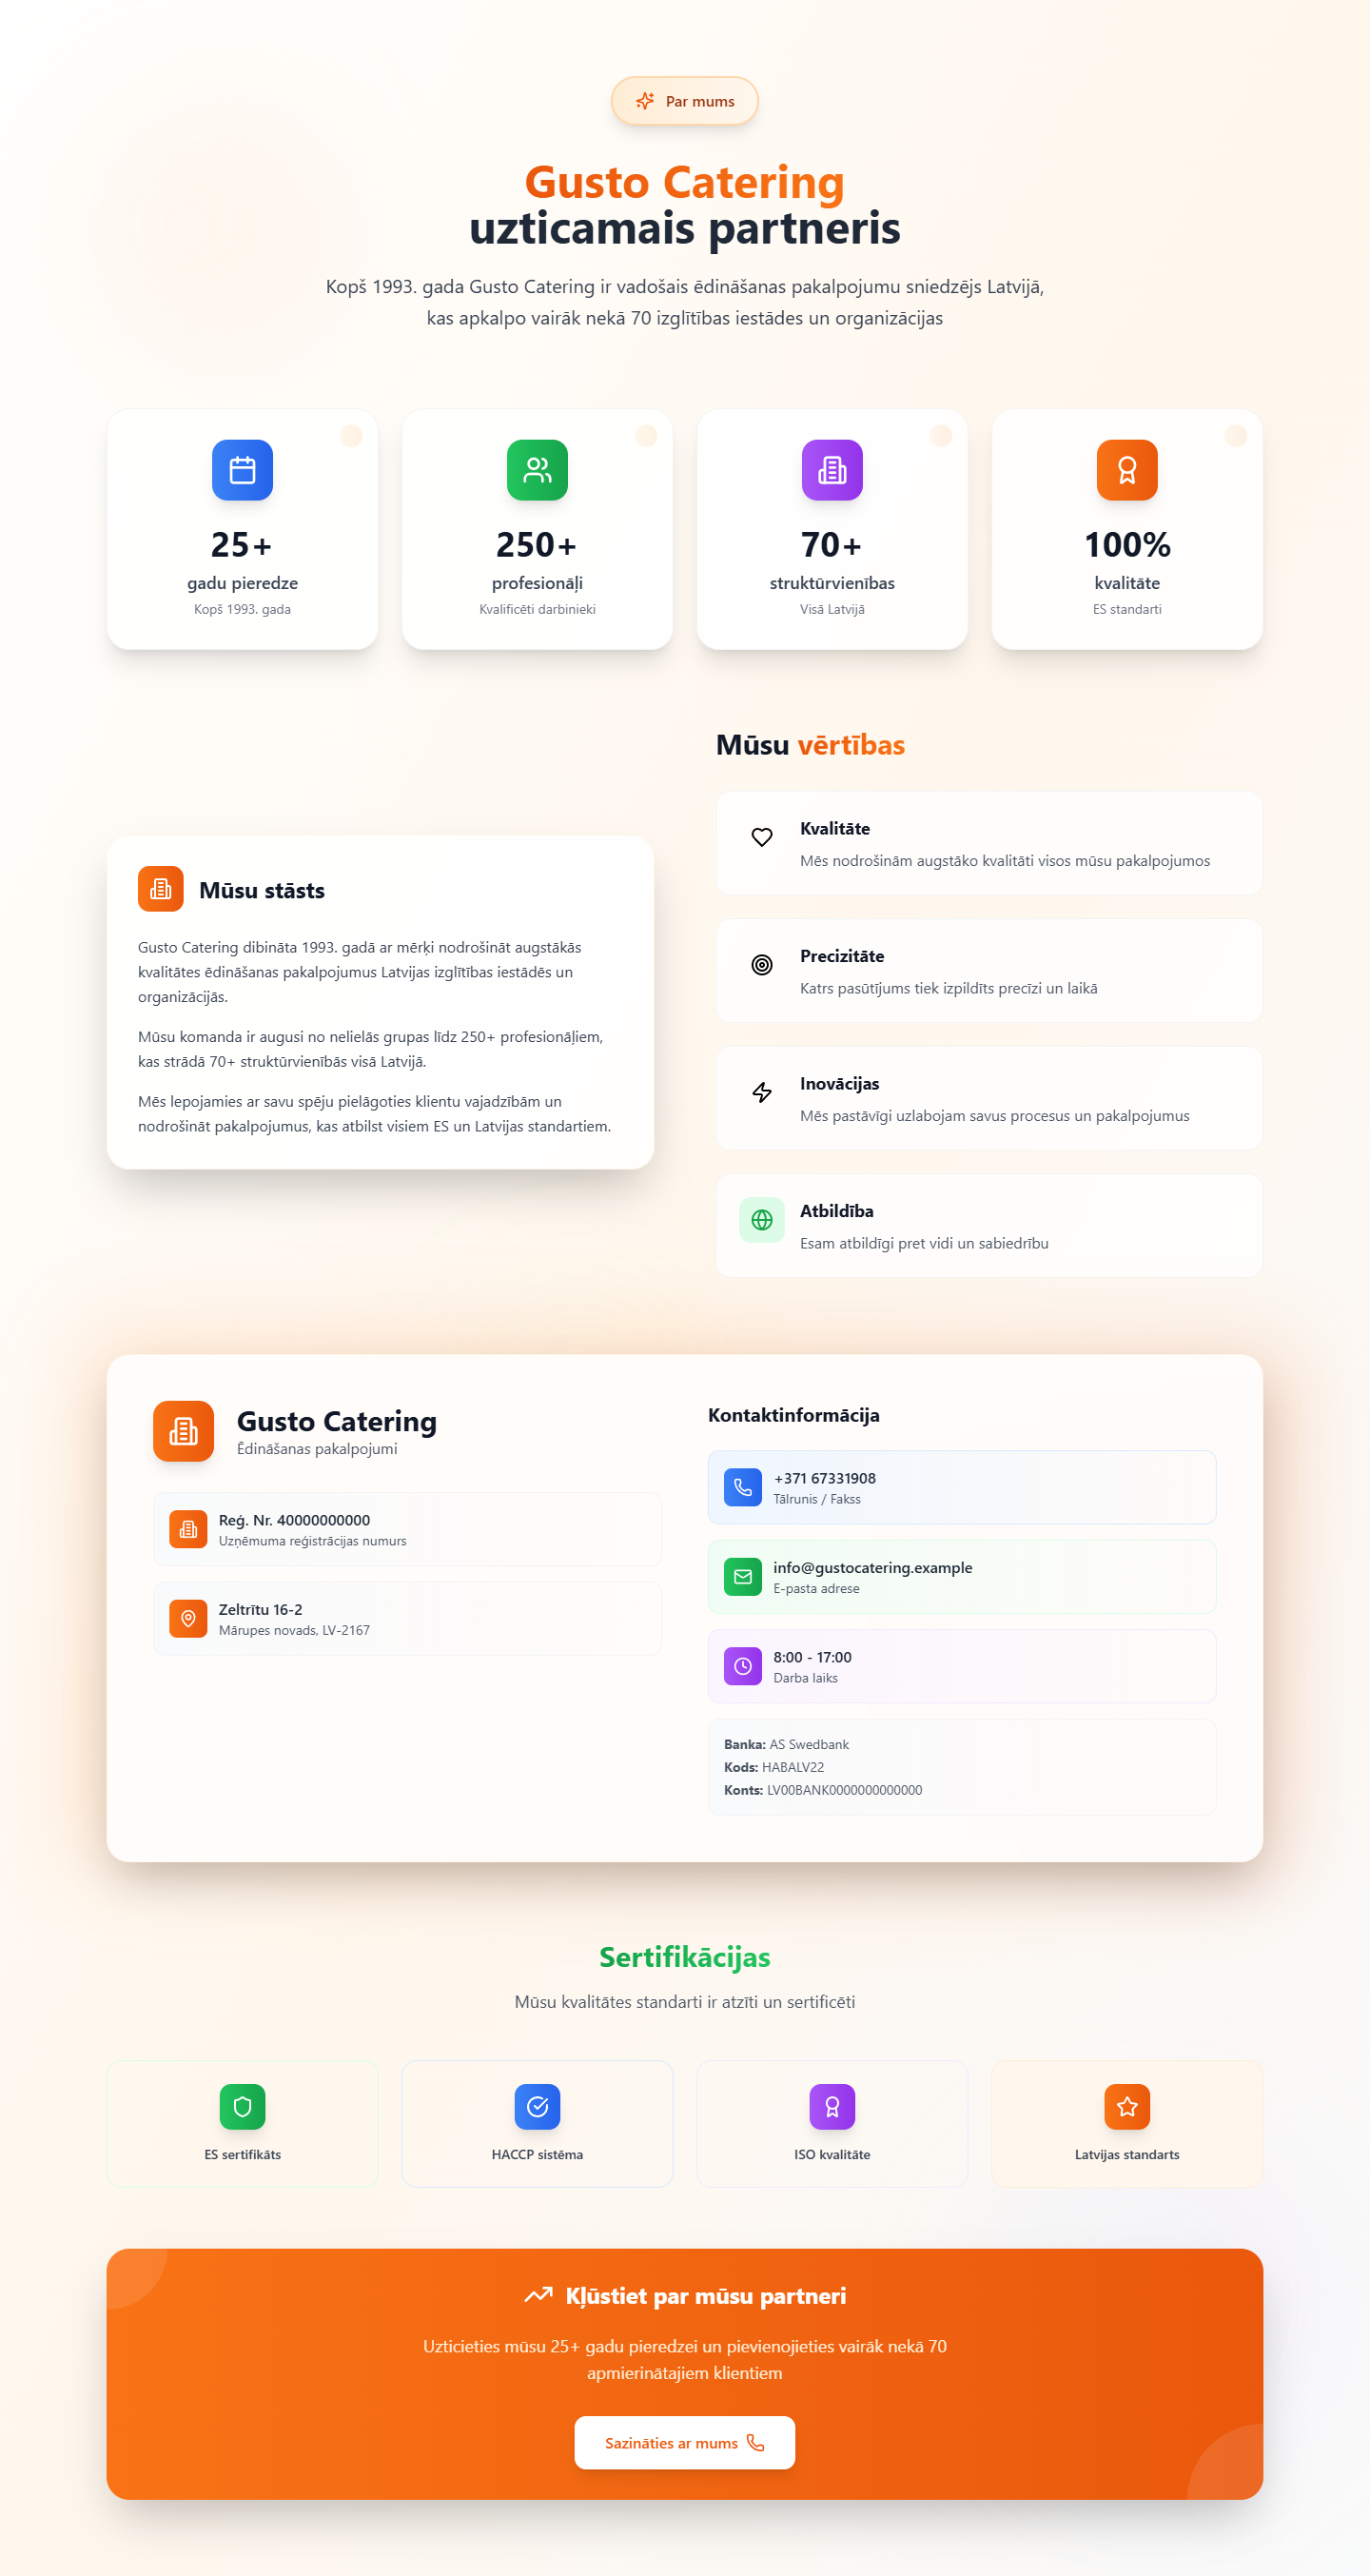 Par mums
Gusto Catering
uzticamais partneris
Kopš 1993. gada Gusto Catering ir vadošais ēdināšanas pakalpojumu sniedzējs Latvijā,
kas apkalpo vairāk nekā 70 izglītības iestādes un organizācijas
25+
gadu pieredze
Kopš 1993. gada
250+
profesionāļi
Kvalificēti darbinieki
70+
struktūrvienības
Visā Latvijā
100%
kvalitāte
ES standarti
Mūsu stāsts
Gusto Catering dibināta 1993. gadā ar mērķi nodrošināt augstākās
kvalitātes ēdināšanas pakalpojumus Latvijas izglītības iestādēs un
organizācijās.
Mūsu komanda ir augusi no nelielās grupas līdz 250+ profesionāļiem,
kas strādā 70+ struktūrvienībās visā Latvijā.
Mēs lepojamies ar savu spēju pielāgoties klientu vajadzībām un
nodrošināt pakalpojumus, kas atbilst visiem ES un Latvijas standartiem.
Mūsu vērtības
Kvalitāte
Mēs nodrošinām augstāko kvalitāti visos mūsu pakalpojumos
Precizitāte
Katrs pasūtījums tiek izpildīts precīzi un laikā
Inovācijas
Mēs pastāvīgi uzlabojam savus procesus un pakalpojumus
Atbildība
Esam atbildīgi pret vidi un sabiedrību
Gusto Catering
Ēdināšanas pakalpojumi
Reģ. Nr. 40000000000
Uzņēmuma reģistrācijas numurs
Zeltrītu 16-2
Mārupes novads, LV-2167
Kontaktinformācija
+371 67331908
Tālrunis / Fakss
info@gustocatering.example
E-pasta adrese
8:00 - 17:00
Darba laiks
Banka: AS Swedbank
Kods: HABALV22
Konts: LV00BANK0000000000000
Sertifikācijas
Mūsu kvalitātes standarti ir atzīti un sertificēti
ES sertifikāts
HACCP sistēma
ISO kvalitāte
Latvijas standarts
Kļūstiet par mūsu partneri
Uzticieties mūsu 25+ gadu pieredzei un pievienojieties vairāk nekā 70
apmierinātajiem klientiem
Sazināties ar mums